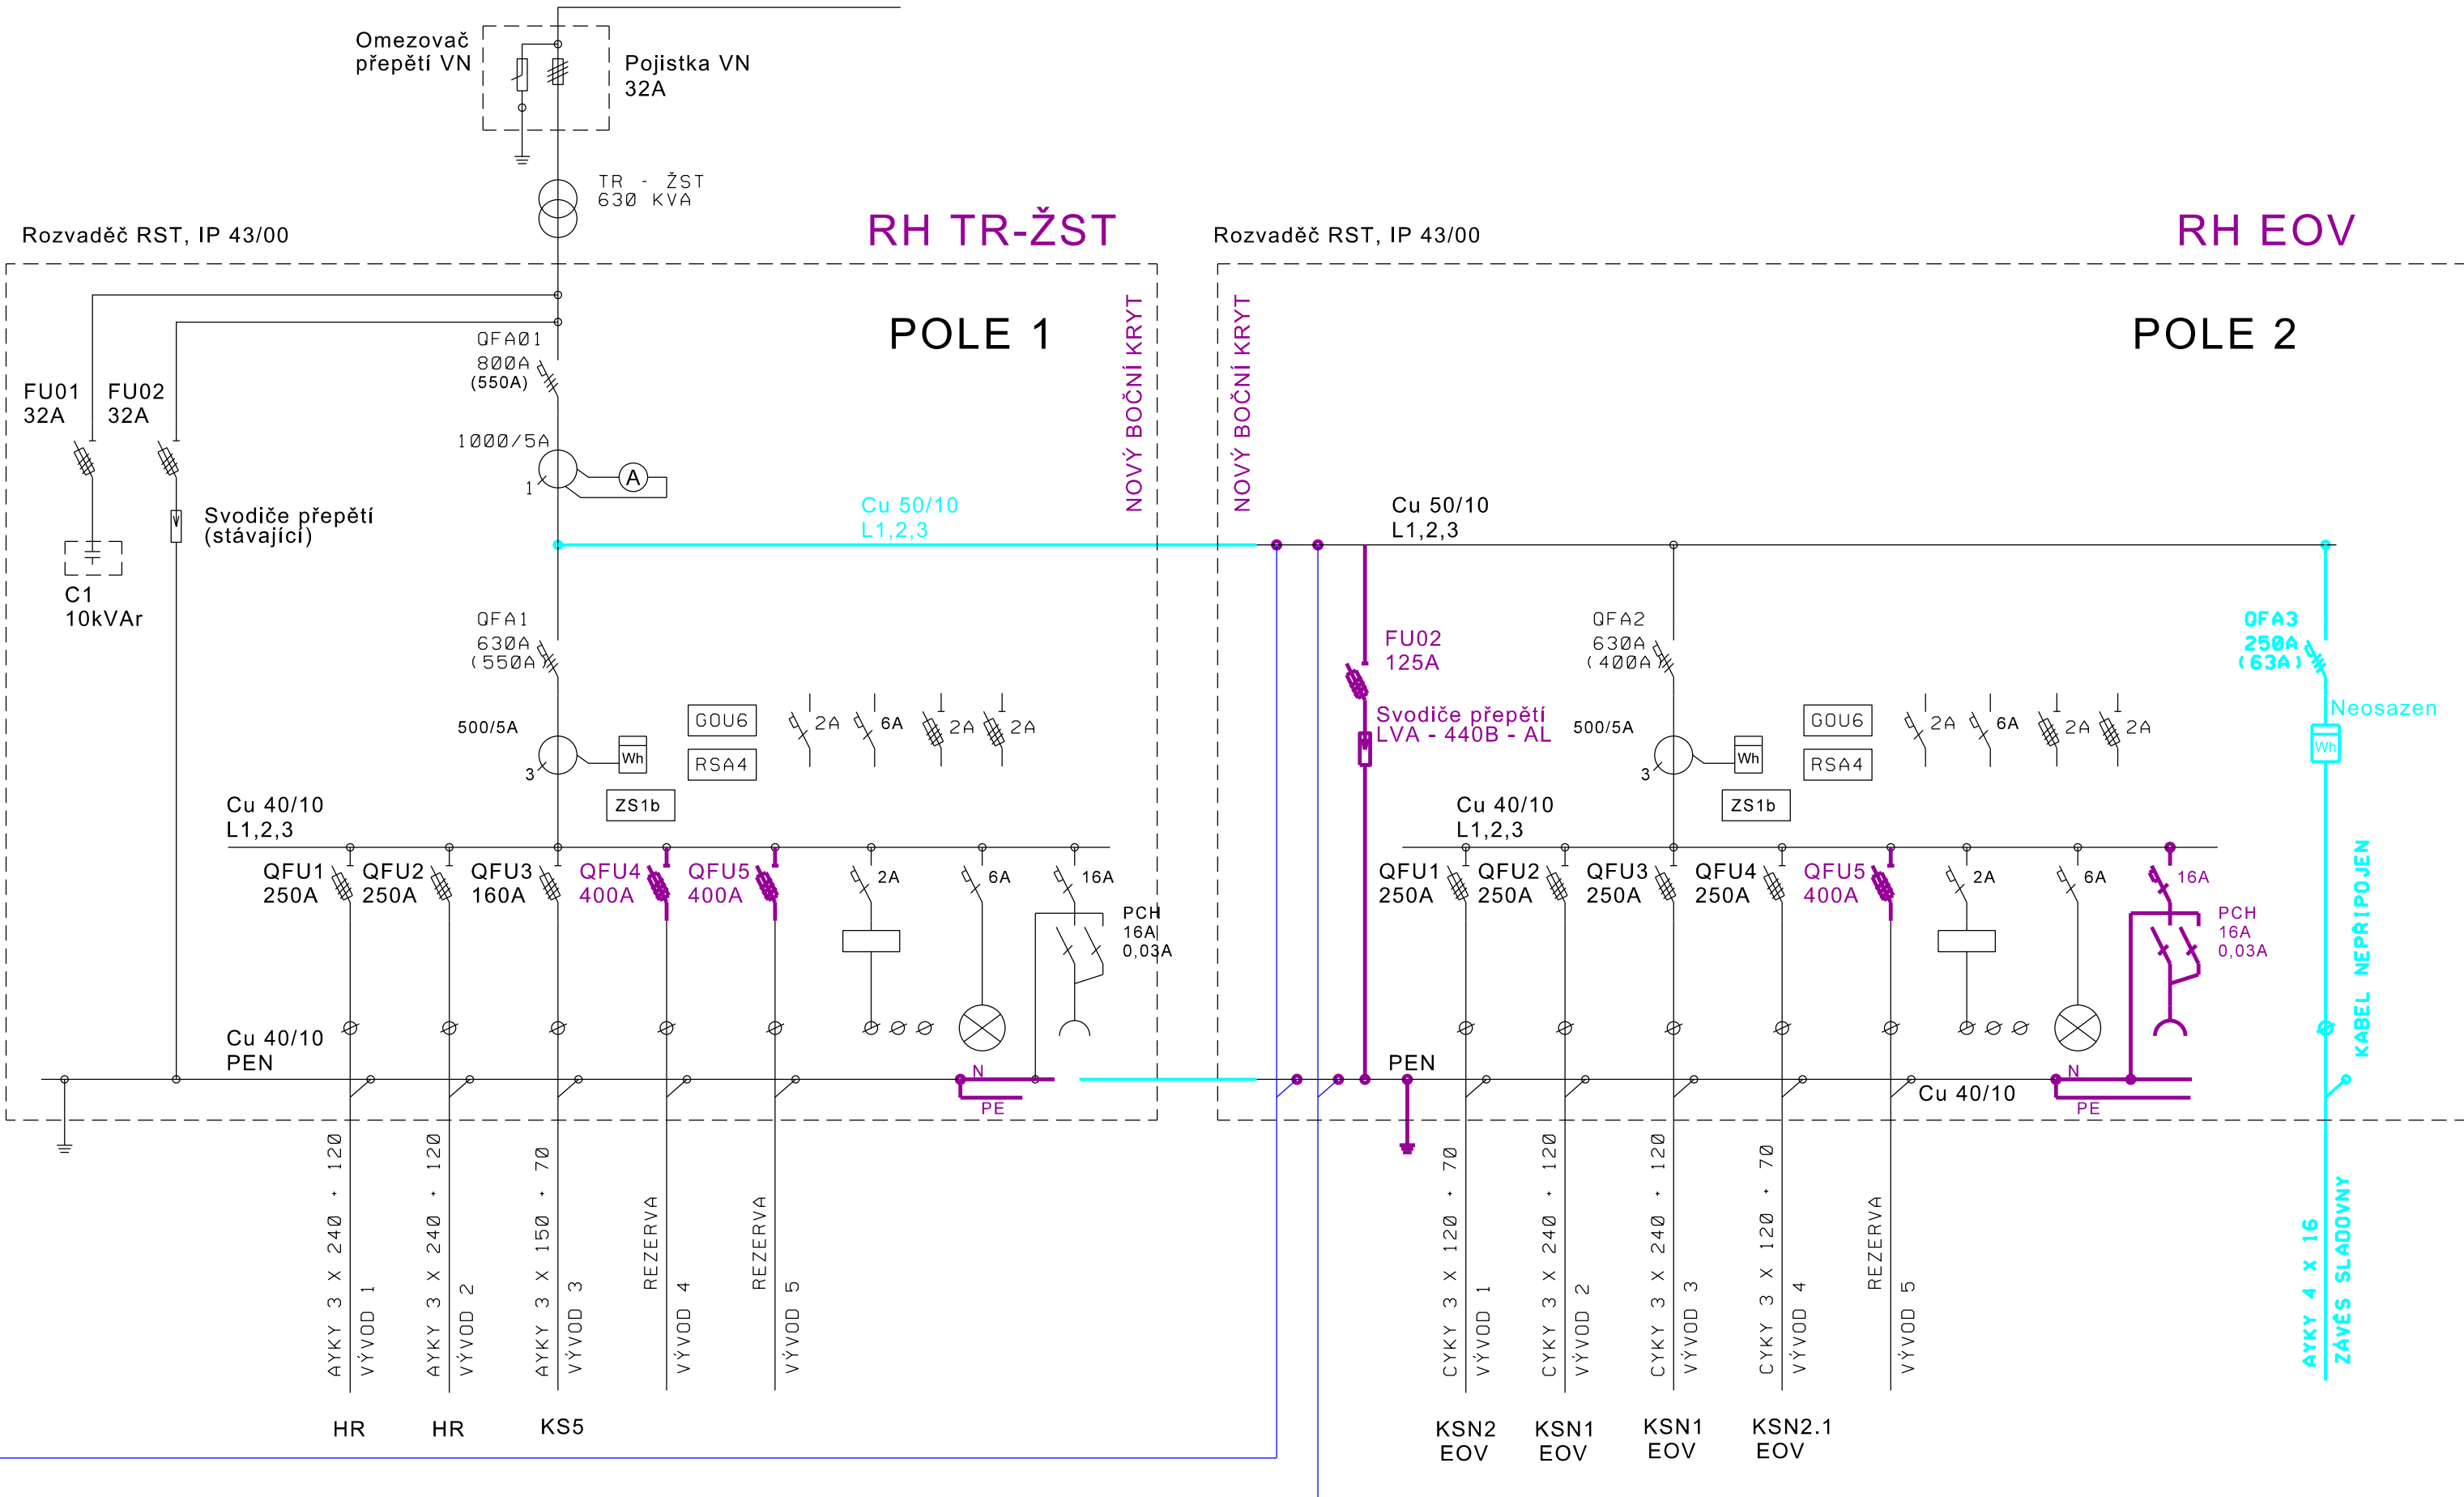 Omezovač
přepětí VN
Pojistka VN
32A
TR - ŽST
630 KVA
Rozvaděč RST, IP 43/00
RH TR-ŽST
Rozvaděč RST, IP 43/00
RH EOV
POLE 1
NOVÝ BOČNÍ KRYT
NOVÝ BOČNÍ KRYT
POLE 2
QFA01
800A
(550A)
FU01
32A
FU02
32A
1000/5A
1
A
Svodiče přepětí
(stávající)
C1
10kVAr
Cu 50/10
L1,2,3
Cu 50/10
L1,2,3
QFA1
630A
(550A)
FU02
125A
QFA2
630A
(400A)
QFA3
250A
(63A)
Neosazen
Wh
500/5A
3
Wh
GOU6
RSA4
ZS1b
2A
6A
2A
2A
Svodiče přepětí
LVA - 440B - AL
500/5A
3
Wh
GOU6
RSA4
ZS1b
2A
6A
2A
2A
Cu 40/10
L1,2,3
Cu 40/10
L1,2,3
QFU1
250A
QFU2
250A
QFU3
160A
QFU4
400A
QFU5
400A
2A
6A
16A
PCH
16A
0,03A
QFU1
250A
QFU2
250A
QFU3
250A
QFU4
250A
QFU5
400A
2A
6A
16A
PCH
16A
0,03A
KABEL NEPŘIPOJEN
Cu 40/10
PEN
N
PE
PEN
Cu 40/10
N
PE
AYKY 3 X 240 + 120
VÝVOD 1
AYKY 3 X 240 + 120
VÝVOD 2
AYKY 3 X 150 + 70
VÝVOD 3
REZERVA
VÝVOD 4
REZERVA
VÝVOD 5
CYKY 3 X 120 + 70
VÝVOD 1
CYKY 3 X 240 + 120
VÝVOD 2
CYKY 3 X 240 + 120
VÝVOD 3
CYKY 3 X 120 + 70
VÝVOD 4
REZERVA
VÝVOD 5
AYKY 4 X 16
ZÁVĚS SLADOVNY
HR
HR
KS5
KSN2
EOV
KSN1
EOV
KSN1
EOV
KSN2.1
EOV